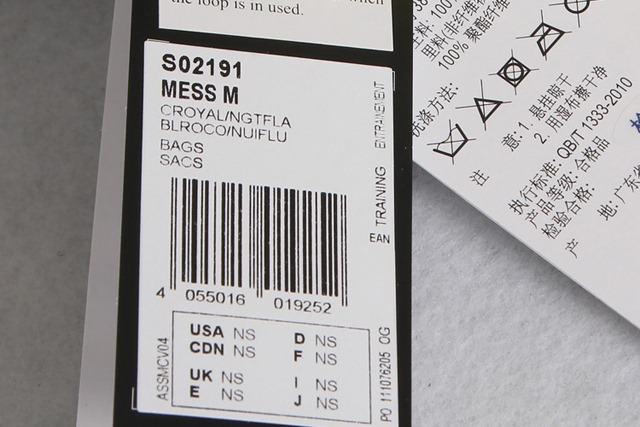 the loop is in used.
S02191
MESS M
CROYAL/NGTFLA
BLROCO/NUIFLU
BAGS
SACS
TRAINING ENTRAINEMENT
EAN
4 055016 019252
USA NS D NS
CDN NS F NS
UK NS I NS
E NS J NS
ASSMCV04
PO 111076205 OG
100% 聚酯纤维
洗涤方法:
注 意: 1. 悬挂晾干
2. 用湿布擦干净
执行标准: QB/T 1333-2010
产品等级: 合格品
检验合格:
产 地: 广东